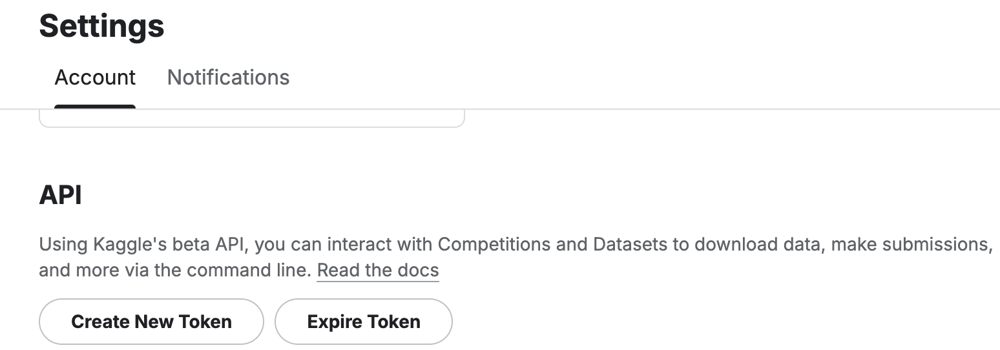 Settings
Account Notifications
API
Using Kaggle's beta API, you can interact with Competitions and Datasets to download data, make submissions,
and more via the command line. Read the docs
Create New Token Expire Token